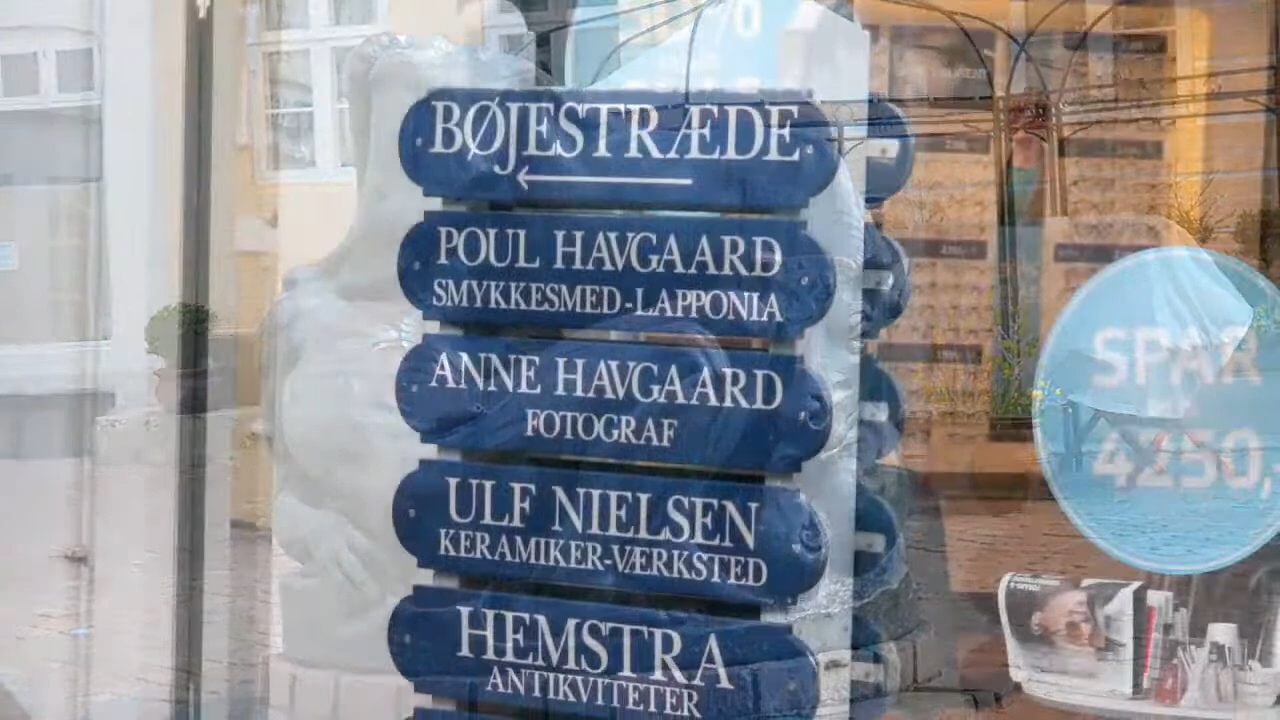 BØJESTRÆDE
POUL HAVGAARD
SMYKKESMED-LAPPONIA
ANNE HAVGAARD
FOTOGRAF
ULF NIELSEN
KERAMIKER-VÆRKSTED
HEMSTRA
ANTIKVITETER
SPAR
4250,